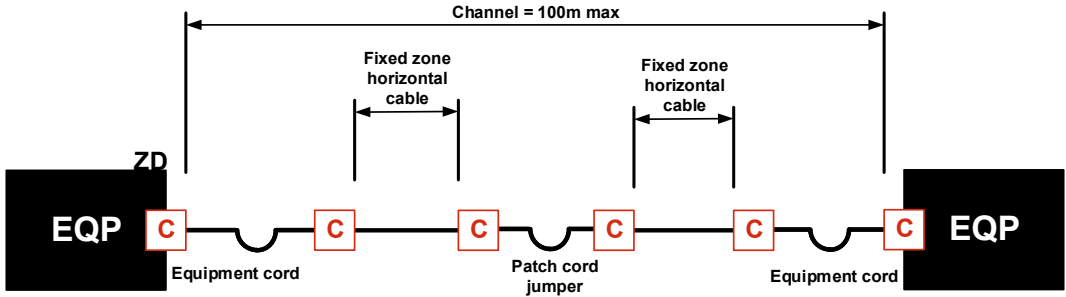 Channel = 100m max
Fixed zone
horizontal
cable
Fixed zone
horizontal
cable
ZD
EQP
C
C
C
C
C
C
EQP
Equipment cord
Patch cord
jumper
Equipment cord